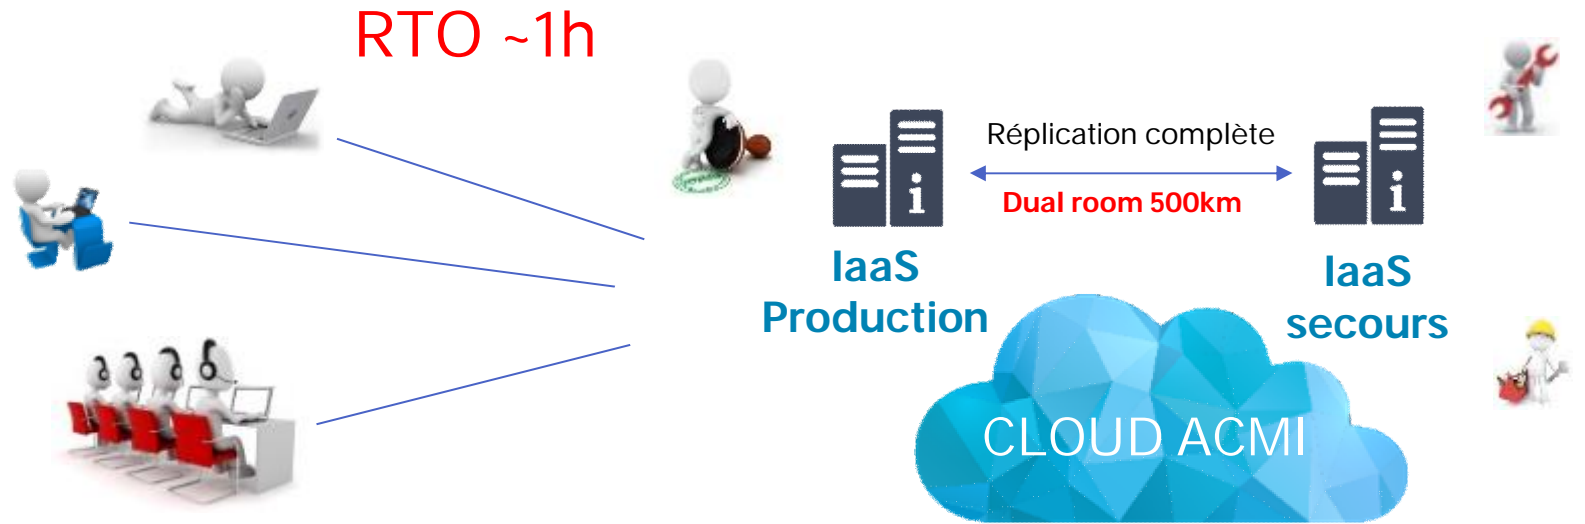 RTO ~1h
Réplication complète
Dual room 500km
IaaS
Production
IaaS
secours
CLOUD ACMI